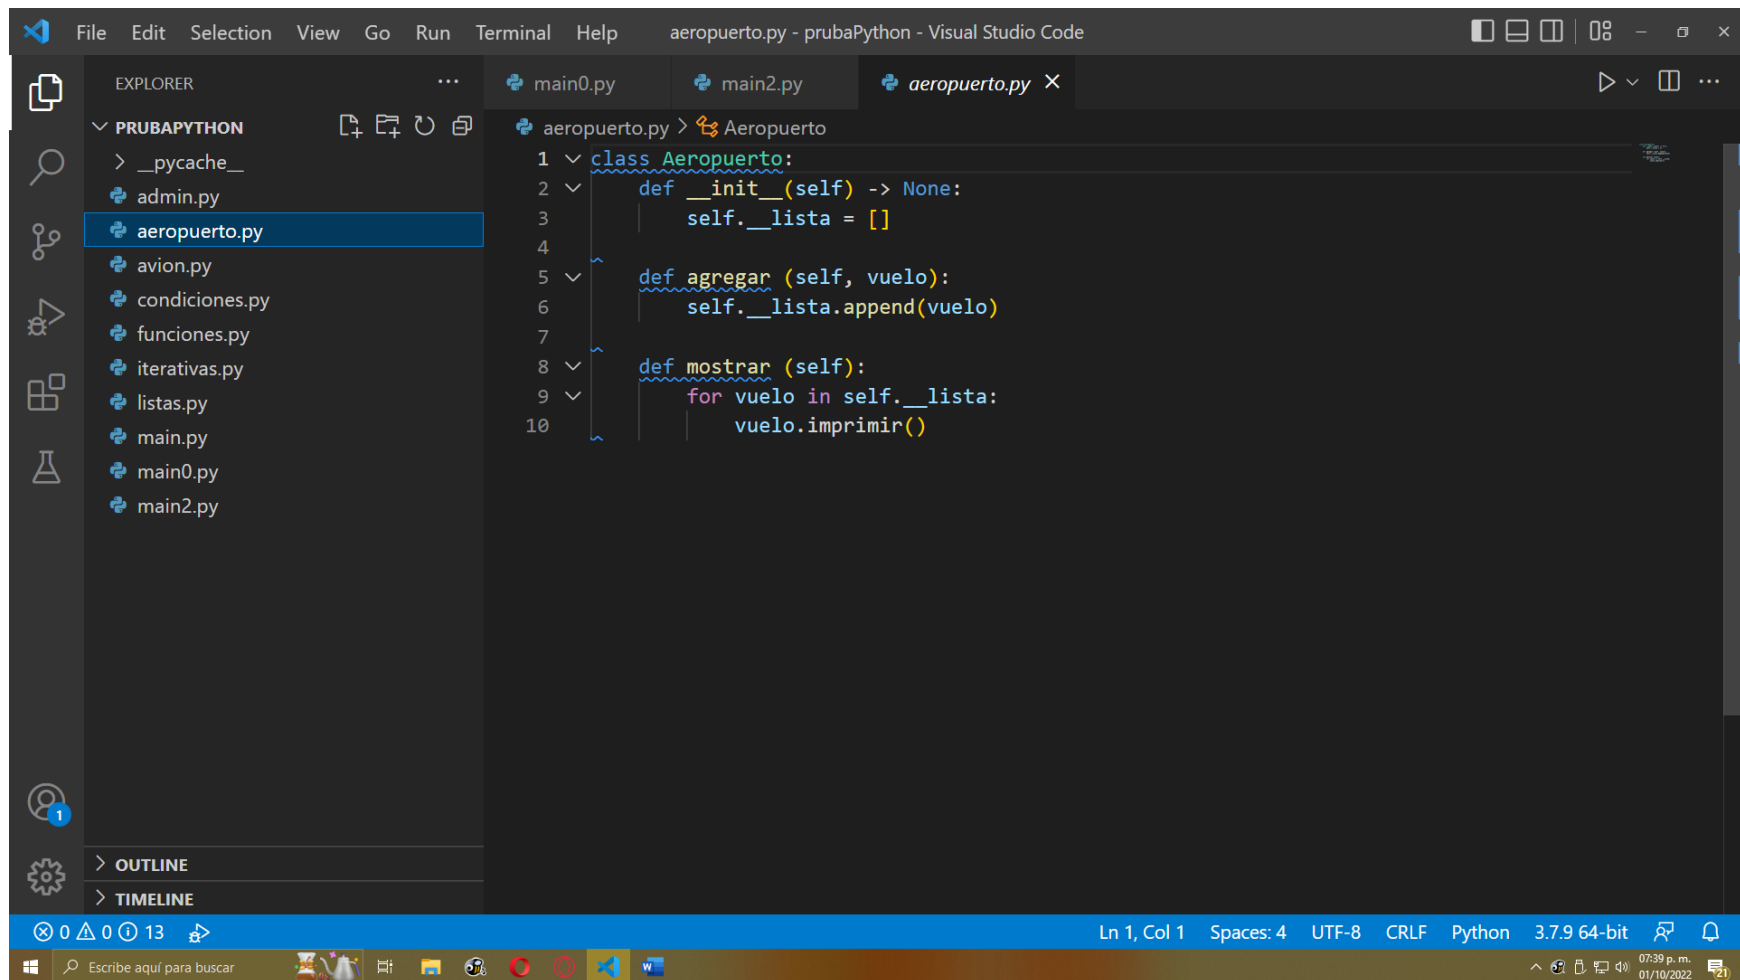 File Edit Selection View Go Run Terminal Help aeropuerto.py - prubaPython - Visual Studio Code
EXPLORER
PRUBAPYTHON
__pycache__
admin.py
aeropuerto.py
avion.py
condiciones.py
funciones.py
iterativas.py
listas.py
main.py
main0.py
main2.py
OUTLINE
TIMELINE
main0.py main2.py aeropuerto.py
aeropuerto.py > Aeropuerto
1 class Aeropuerto:
2     def __init__(self) -> None:
3         self.__lista = []
4
5     def agregar (self, vuelo):
6         self.__lista.append(vuelo)
7
8     def mostrar (self):
9         for vuelo in self.__lista:
10             vuelo.imprimir()
1
0 0 13 Ln 1, Col 1 Spaces: 4 UTF-8 CRLF Python 3.7.9 64-bit
Escribe aquí para buscar
07:39 p. m.
01/10/2022
21